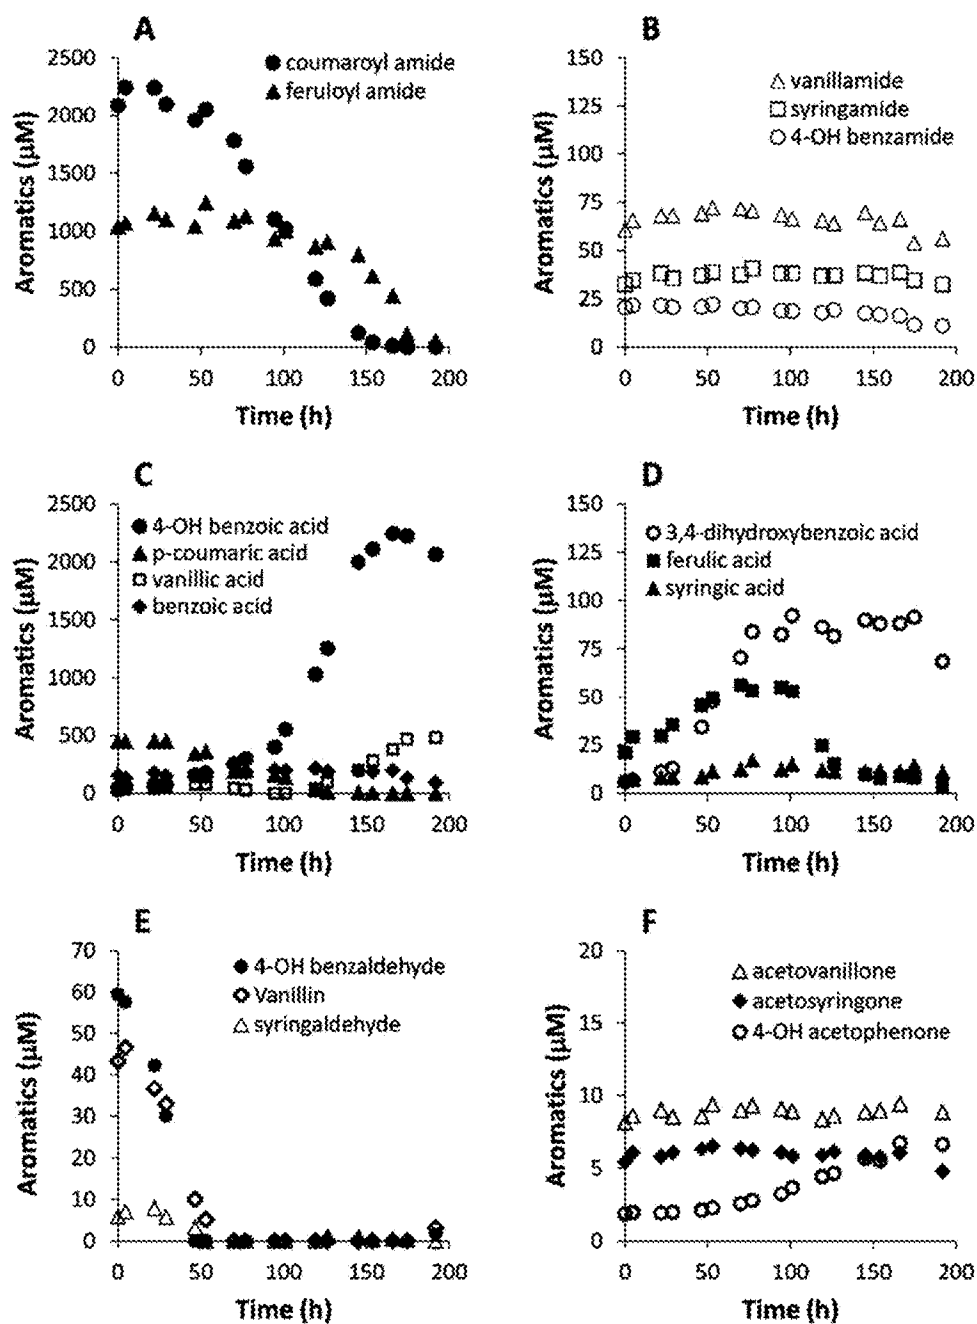 A
2500
2000
1500
1000
500
0
coumaroyl amide
feruloyl amide
Aromatics (µM)
0 50 100 150 200
Time (h)
B
150
125
100
75
50
25
0
vanillamide
syringamide
4-OH benzamide
Aromatics (µM)
0 50 100 150 200
Time (h)
C
2500
2000
1500
1000
500
0
4-OH benzoic acid
p-coumaric acid
vanillic acid
benzoic acid
Aromatics (µM)
0 50 100 150 200
Time (h)
D
150
125
100
75
50
25
0
3,4-dihydroxybenzoic acid
ferulic acid
syringic acid
Aromatics (µM)
0 50 100 150 200
Time (h)
E
70
60
50
40
30
20
10
0
4-OH benzaldehyde
Vanillin
syringaldehyde
Aromatics (µM)
0 50 100 150 200
Time (h)
F
20
15
10
5
0
acetovanillone
acetosyringone
4-OH acetophenone
Aromatics (µM)
0 50 100 150 200
Time (h)